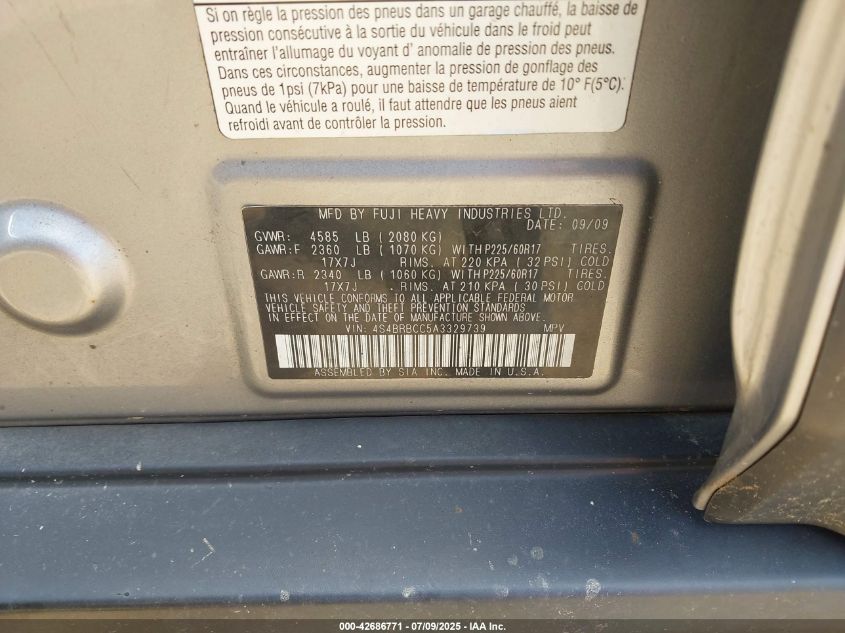 Si on règle la pression des pneus dans un garage chauffé, la baisse de
pression consécutive à la sortie du véhicule dans le froid peut
entraîner l'allumage du voyant d' anomalie de pression des pneus.
Dans ces circonstances, augmenter la pression de gonflage des
pneus de 1psi (7kPa) pour une baisse de température de 10° F(5°C).
Quand le véhicule a roulé, il faut attendre que les pneus aient
refroidi avant de contrôler la pression.
MFD BY FUJI HEAVY INDUSTRIES LTD.
DATE: 09/09
GVWR: 4585 LB ( 2080 KG)
GAWR:F 2360 LB ( 1070 KG) WITH P225/60R17 TIRES.
17X7J RIMS. AT 220 KPA ( 32 PSI) COLD
GAWR:R 2340 LB ( 1060 KG) WITH P225/60R17 TIRES.
17X7J RIMS. AT 210 KPA ( 30 PSI) COLD
THIS VEHICLE CONFORMS TO ALL APPLICABLE FEDERAL MOTOR
VEHICLE SAFETY AND THEFT PREVENTION STANDARDS
IN EFFECT ON THE DATE OF MANUFACTURE SHOWN ABOVE.
VIN: 4S4BRBCC5A3329739 MPV
ASSEMBLED BY SIA INC. MADE IN U.S.A.
000-42686771 / 07/09/2025 - IAA Inc.